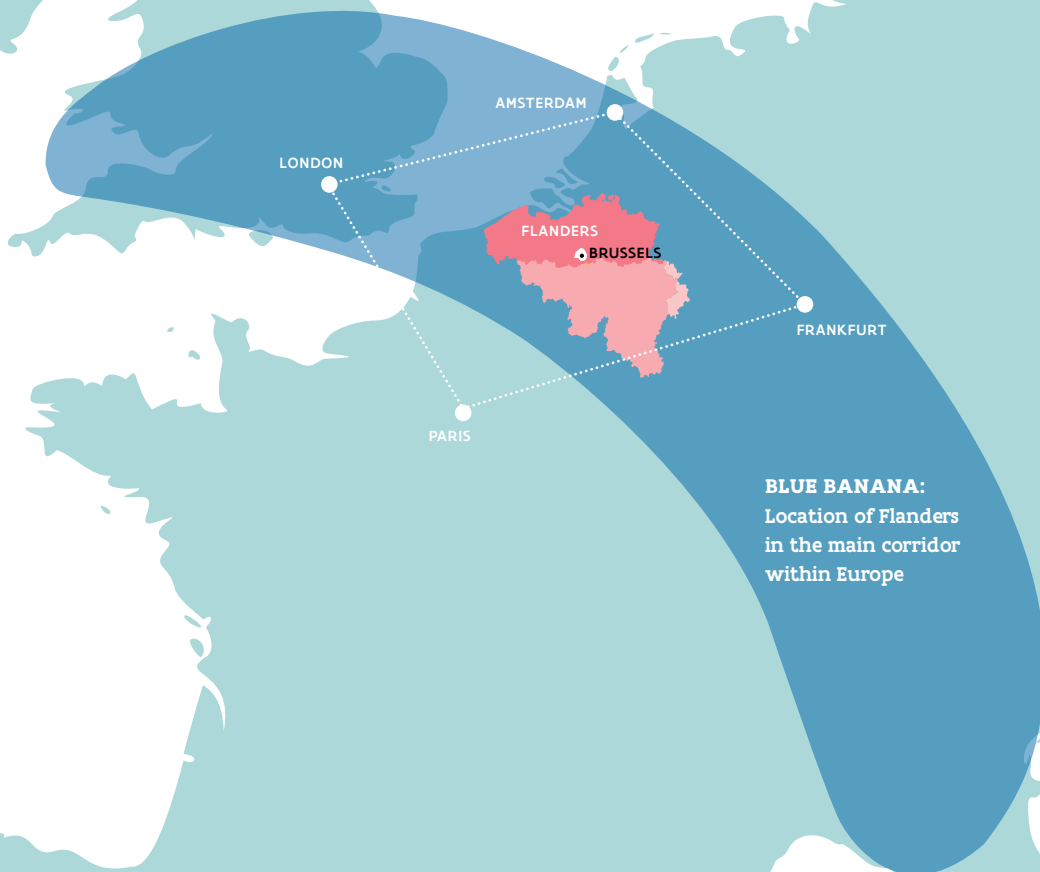 AMSTERDAM
LONDON
FLANDERS
BRUSSELS
FRANKFURT
PARIS
BLUE BANANA:
Location of Flanders
in the main corridor
within Europe